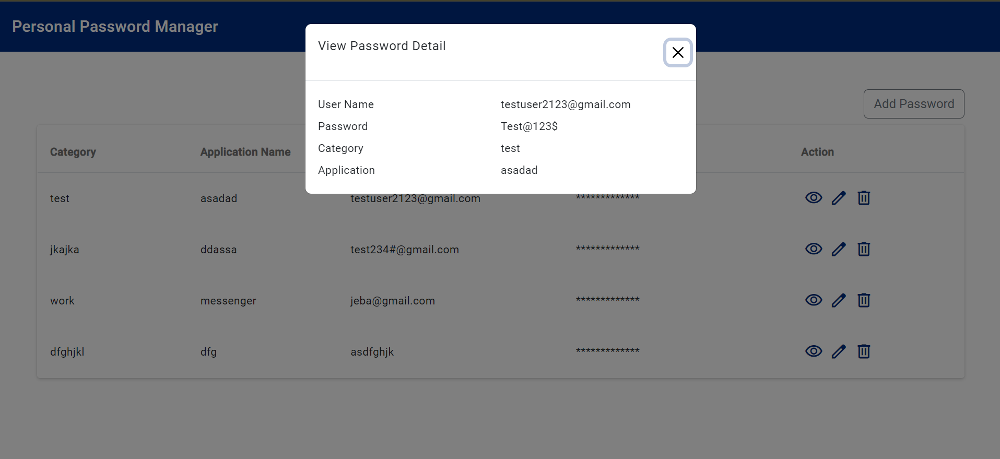 Personal Password Manager
View Password Detail
User Name testuser2123@gmail.com
Password Test@123$
Category test
Application asadad
Add Password
Category Application Name Action
test asadad testuser2123@gmail.com *************
jkajka ddassa test234#@gmail.com *************
work messenger jeba@gmail.com *************
dfghjkl dfg asdfghjk *************